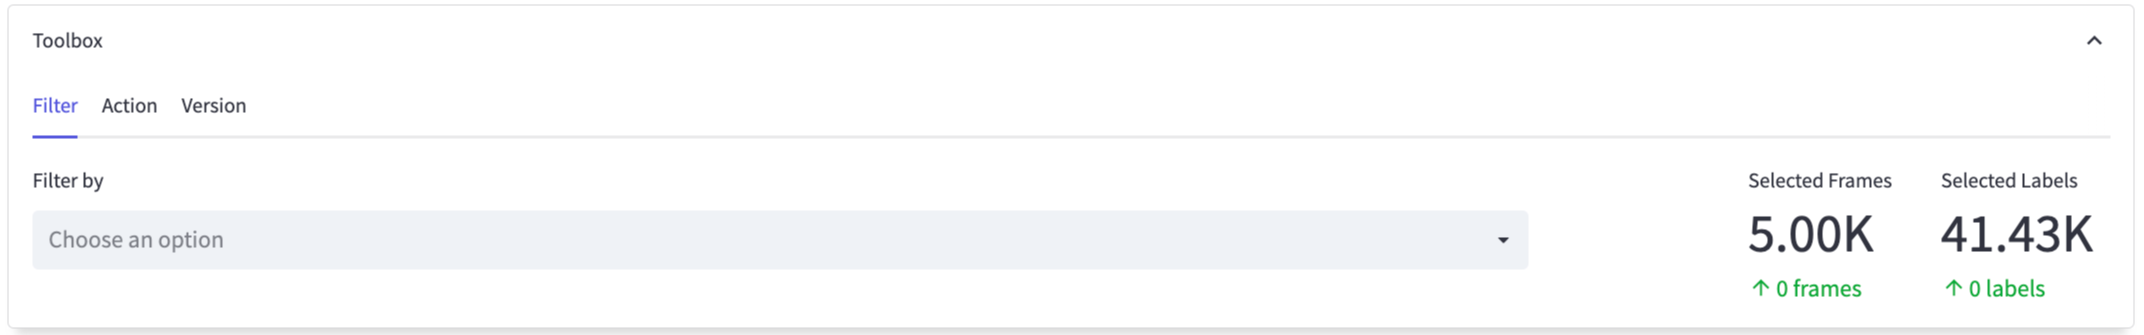 Toolbox
Filter Action Version
Filter by
Choose an option
Selected Frames
5.00K
↑ 0 frames
Selected Labels
41.43K
↑ 0 labels